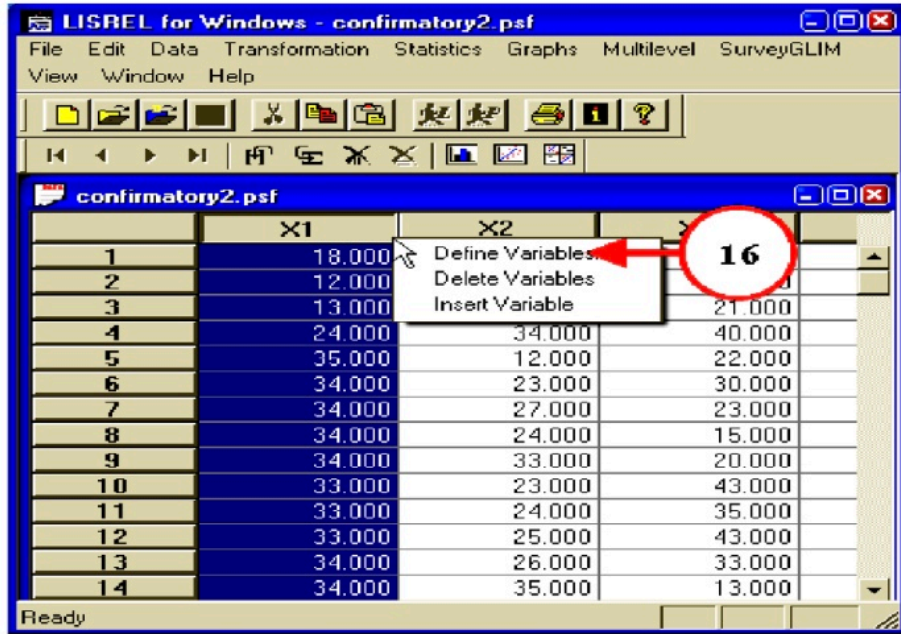 LISREL for Windows - confirmatory2.psf
File Edit Data Transformation Statistics Graphs Multilevel SurveyGLIM
View Window Help
confirmatory2.psf
X1 X2
1 18.000 Define Variables 16
2 12.000 Delete Variables
3 13.000 Insert Variable 21.000
4 24.000 34.000 40.000
5 35.000 12.000 22.000
6 34.000 23.000 30.000
7 34.000 27.000 23.000
8 34.000 24.000 15.000
9 34.000 33.000 20.000
10 33.000 23.000 43.000
11 33.000 24.000 35.000
12 33.000 25.000 43.000
13 34.000 26.000 33.000
14 34.000 35.000 13.000
Ready